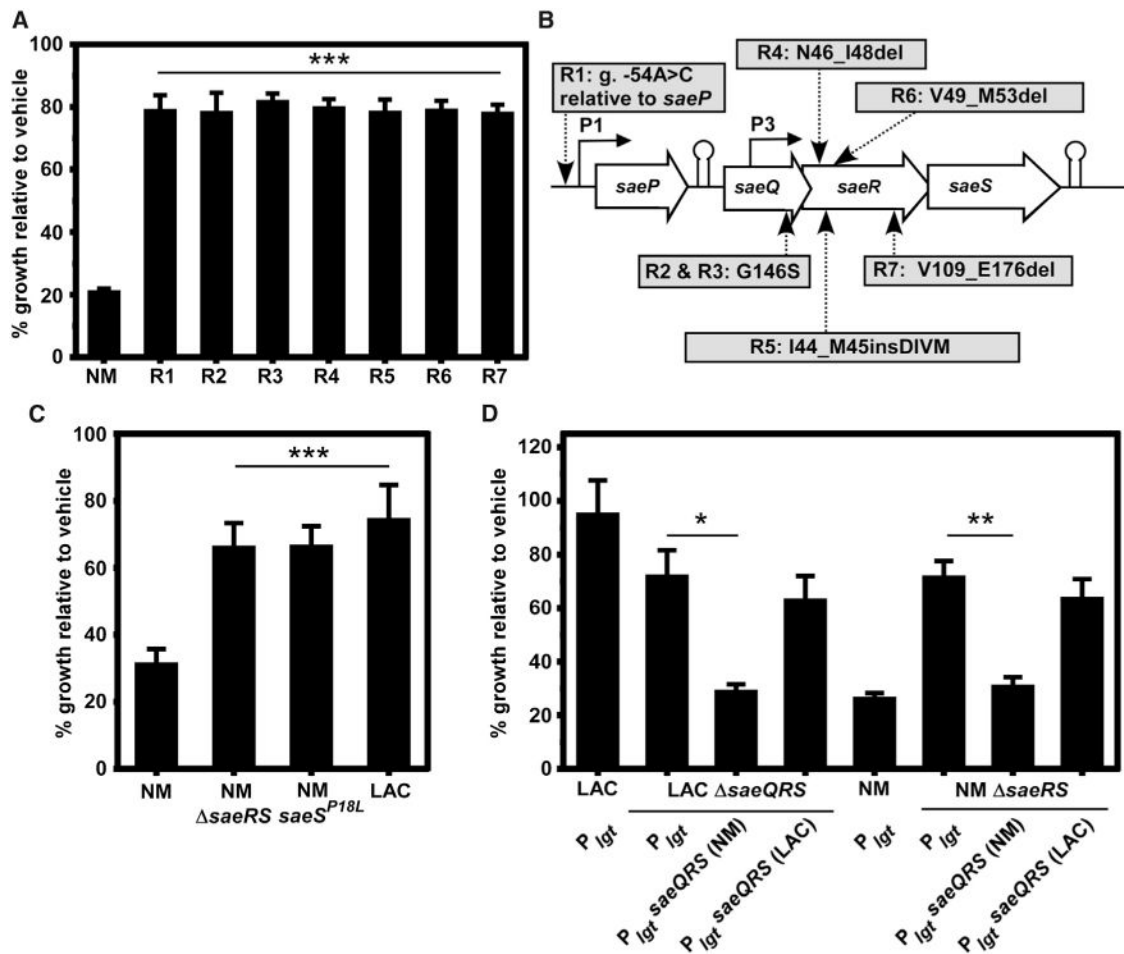 A
% growth relative to vehicle
100
80
60
40
20
0
***
NM R1 R2 R3 R4 R5 R6 R7
B
R1: g. -54A>C
relative to saeP
R4: N46_I48del
R6: V49_M53del
P1
P3
saeP saeQ saeR saeS
R2 & R3: G146S
R7: V109_E176del
R5: I44_M45insDIVM
C
% growth relative to vehicle
100
80
60
40
20
0
***
NM NM NM LAC
ΔsaeRS saeS^P18L
D
% growth relative to vehicle
120
100
80
60
40
20
0
*
**
LAC LAC ΔsaeQRS NM NM ΔsaeRS
P lgt
P lgt
P lgt saeQRS (NM)
P lgt saeQRS (LAC)
P lgt
P lgt
P lgt saeQRS (NM)
P lgt saeQRS (LAC)